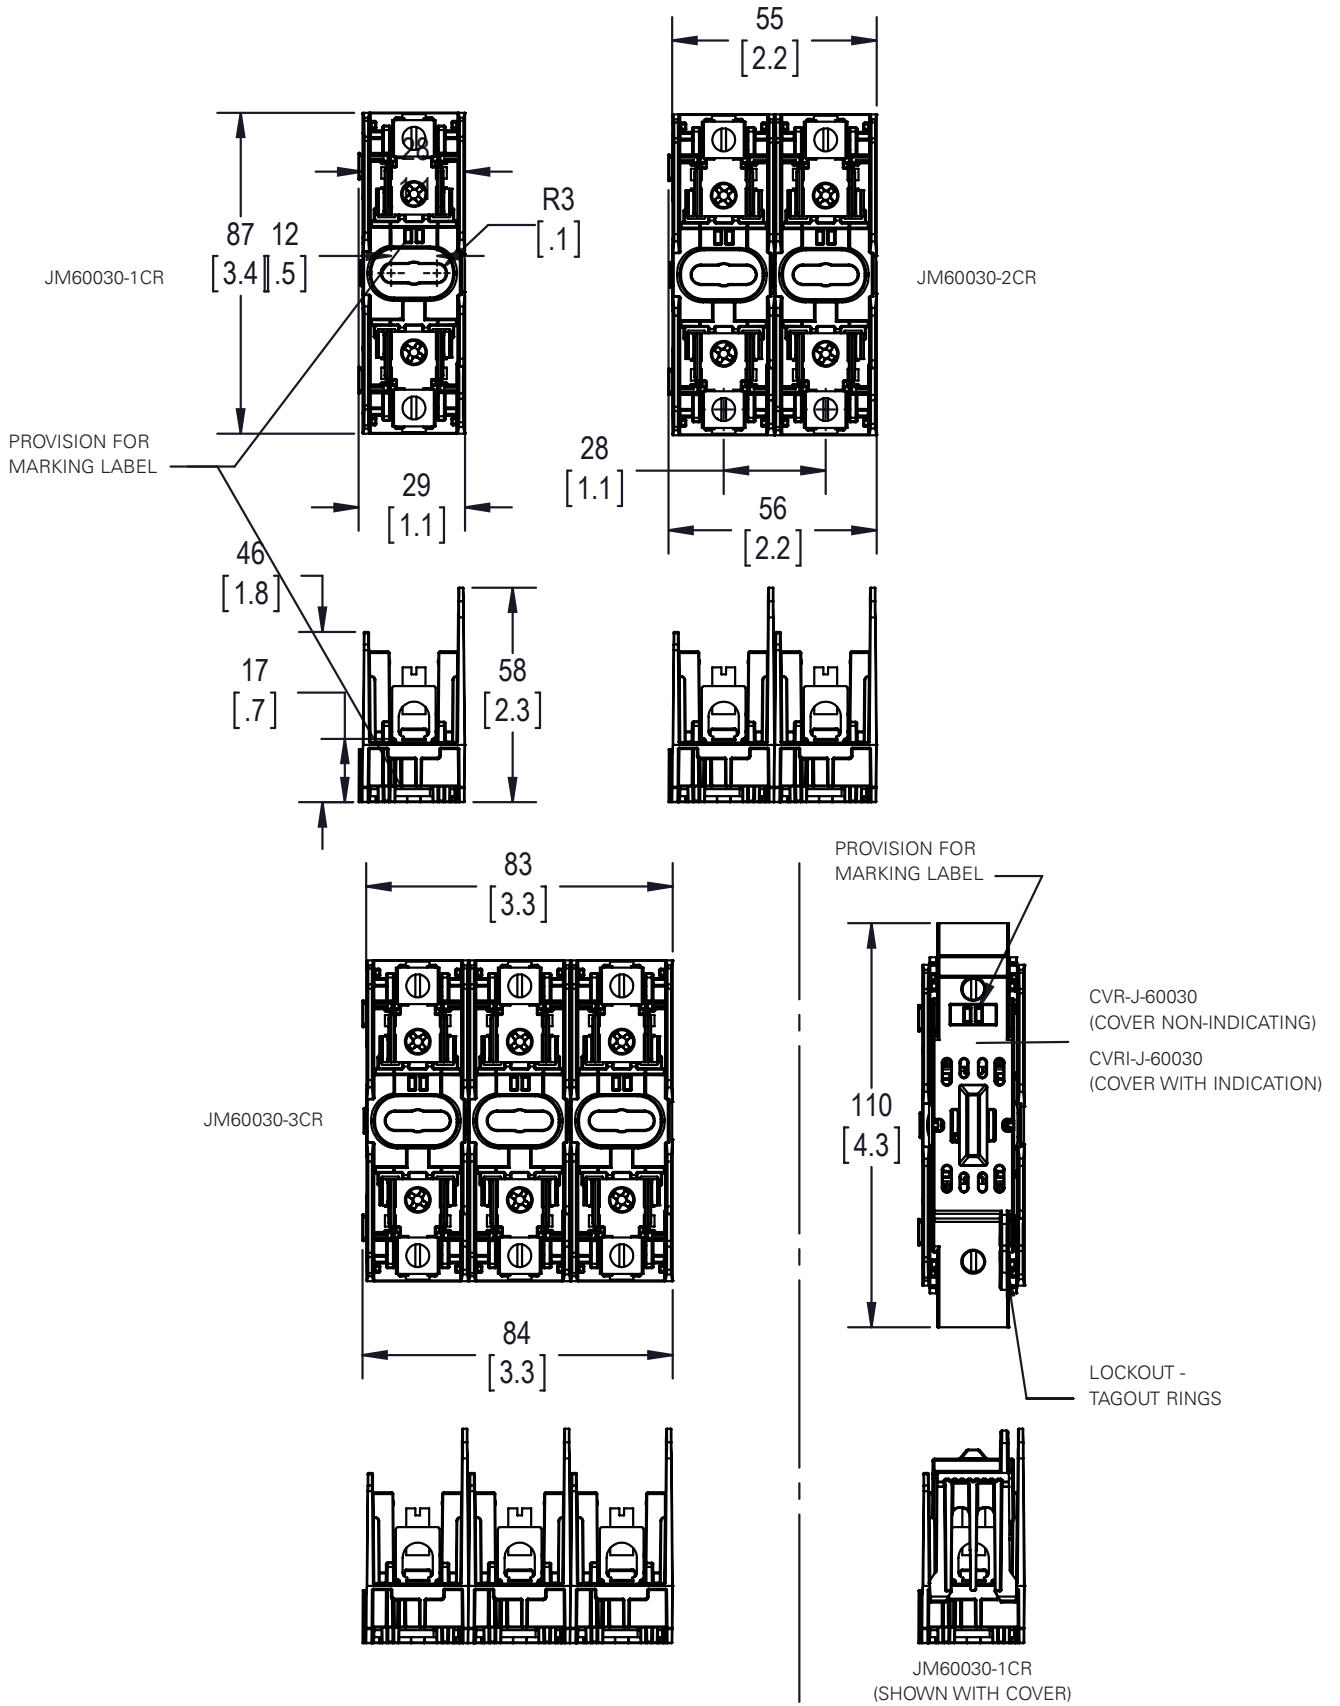 55
[2.2]
28
1.1
R3
[.1]
87 12
[3.4] [.5]
JM60030-1CR
JM60030-2CR
PROVISION FOR
MARKING LABEL
28
[1.1]
29
[1.1]
56
[2.2]
46
[1.8]
17
[.7]
58
[2.3]
83
[3.3]
PROVISION FOR
MARKING LABEL
CVR-J-60030
(COVER NON-INDICATING)
CVRI-J-60030
(COVER WITH INDICATION)
110
[4.3]
JM60030-3CR
84
[3.3]
LOCKOUT -
TAGOUT RINGS
JM60030-1CR
(SHOWN WITH COVER)